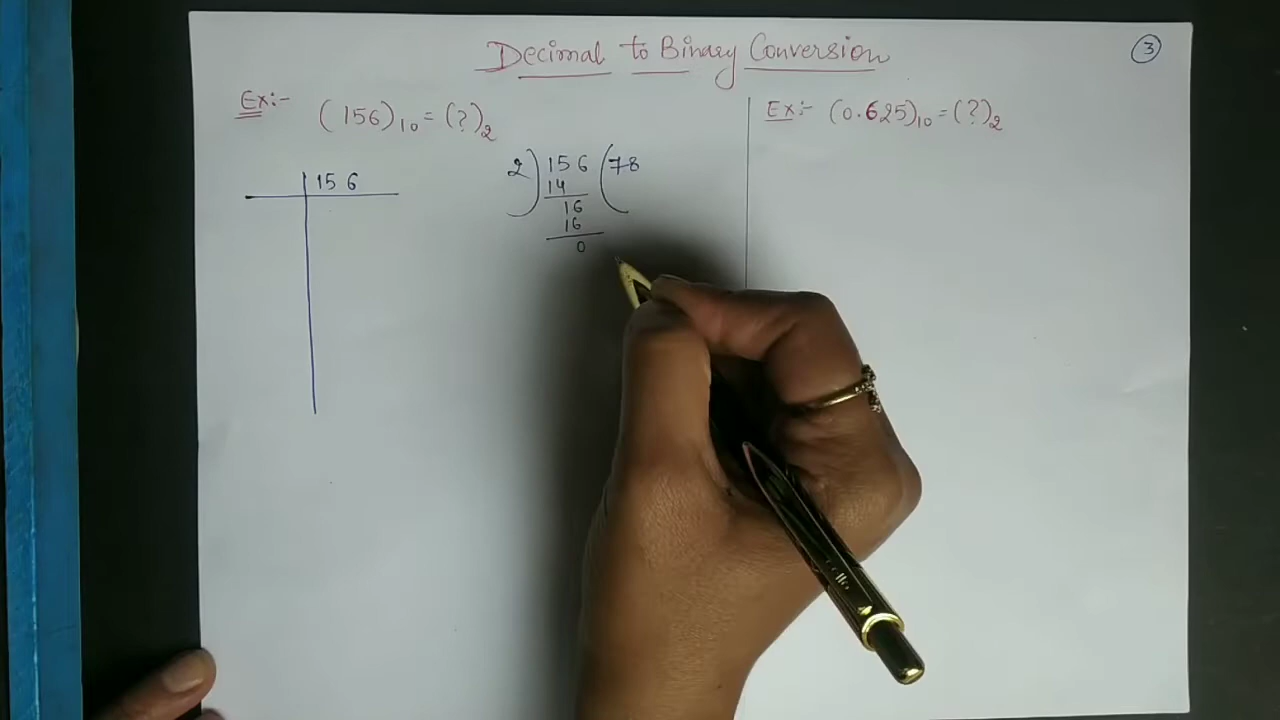 Decimal to Binary Conversion
3
Ex:- (156)10 = (?)2
156
2) 156 (78
14
16
16
0
Ex:- (0.625)10 = (?)2